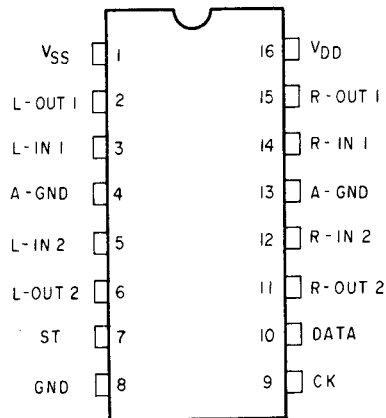 VSS 1 16 VDD
L-OUT 1 2 15 R-OUT 1
L-IN 1 3 14 R-IN 1
A-GND 4 13 A-GND
L-IN 2 5 12 R-IN 2
L-OUT 2 6 11 R-OUT 2
ST 7 10 DATA
GND 8 9 CK